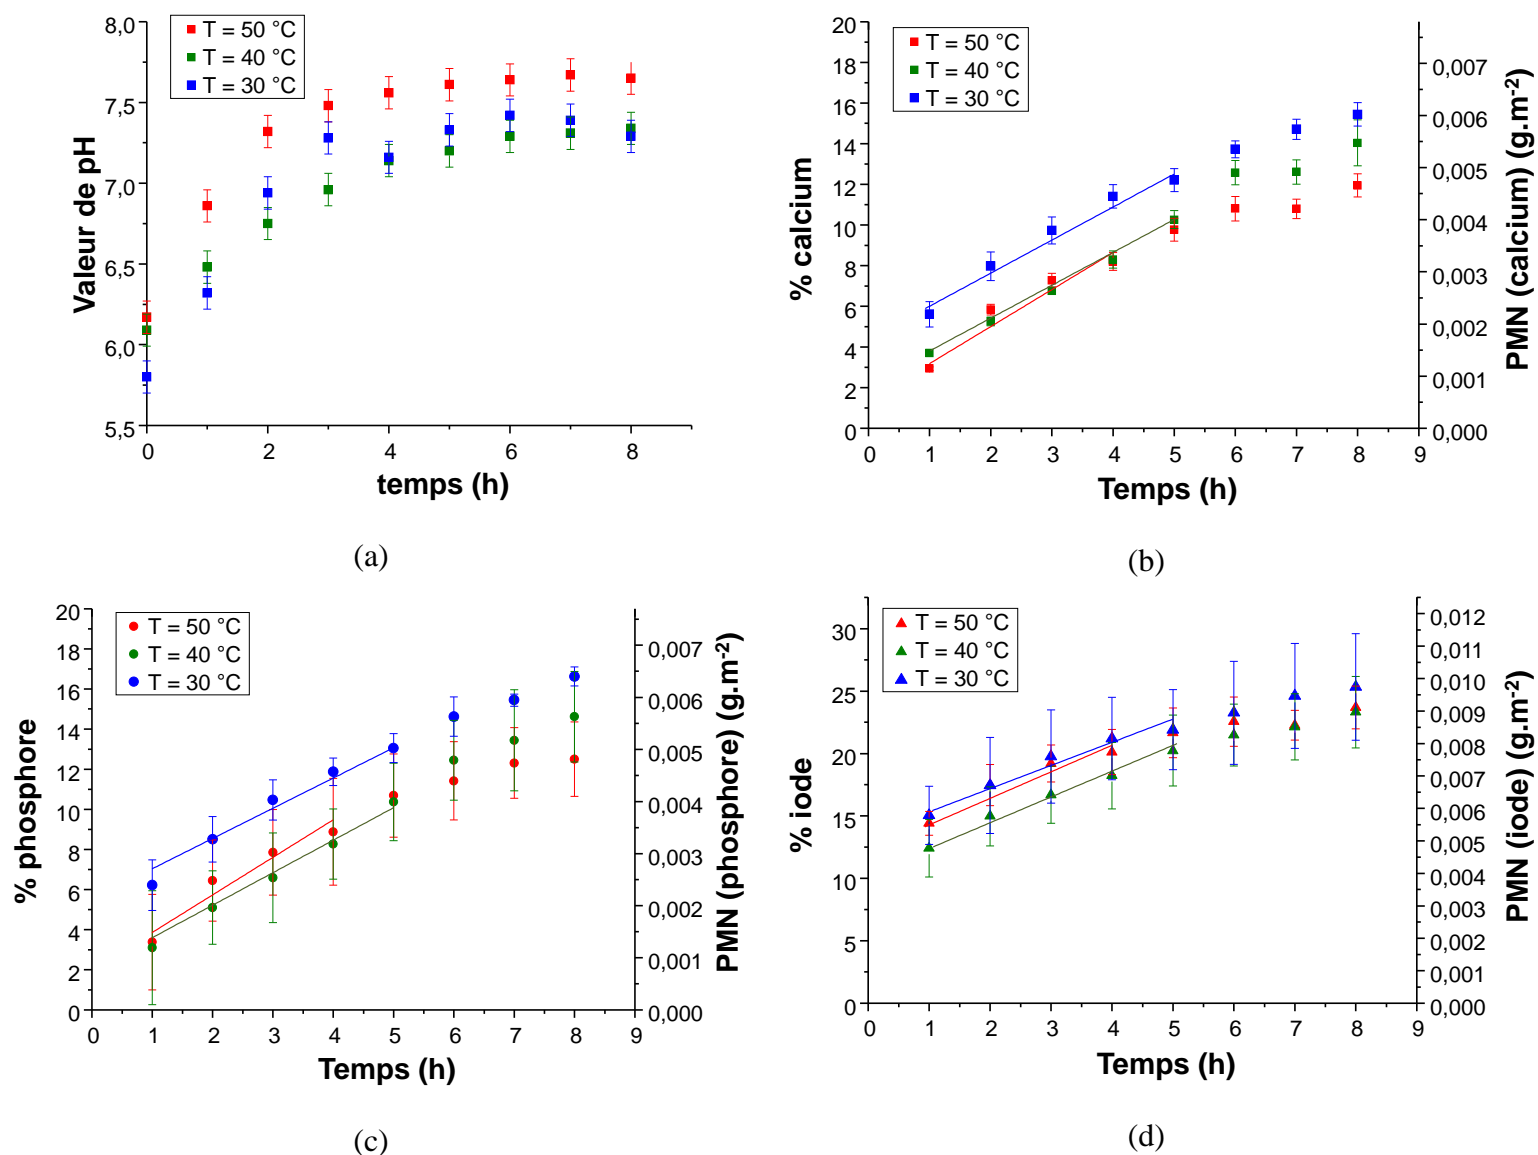 8,0
7,5
7,0
6,5
6,0
5,5
Valeur de pH
T = 50 °C
T = 40 °C
T = 30 °C
0 2 4 6 8
temps (h)
(a)
20
18
16
14
12
10
8
6
4
2
0
% calcium
T = 50 °C
T = 40 °C
T = 30 °C
0 1 2 3 4 5 6 7 8 9
Temps (h)
0,007
0,006
0,005
0,004
0,003
0,002
0,001
0,000
PMN (calcium) (g.m-2)
(b)
20
18
16
14
12
10
8
6
4
2
0
% phosphore
T = 50 °C
T = 40 °C
T = 30 °C
0 1 2 3 4 5 6 7 8 9
Temps (h)
0,007
0,006
0,005
0,004
0,003
0,002
0,001
0,000
PMN (phosphore) (g.m-2)
(c)
30
25
20
15
10
5
0
% iode
T = 50 °C
T = 40 °C
T = 30 °C
0 1 2 3 4 5 6 7 8 9
Temps (h)
0,012
0,011
0,010
0,009
0,008
0,007
0,006
0,005
0,004
0,003
0,002
0,001
0,000
PMN (iode) (g.m-2)
(d)